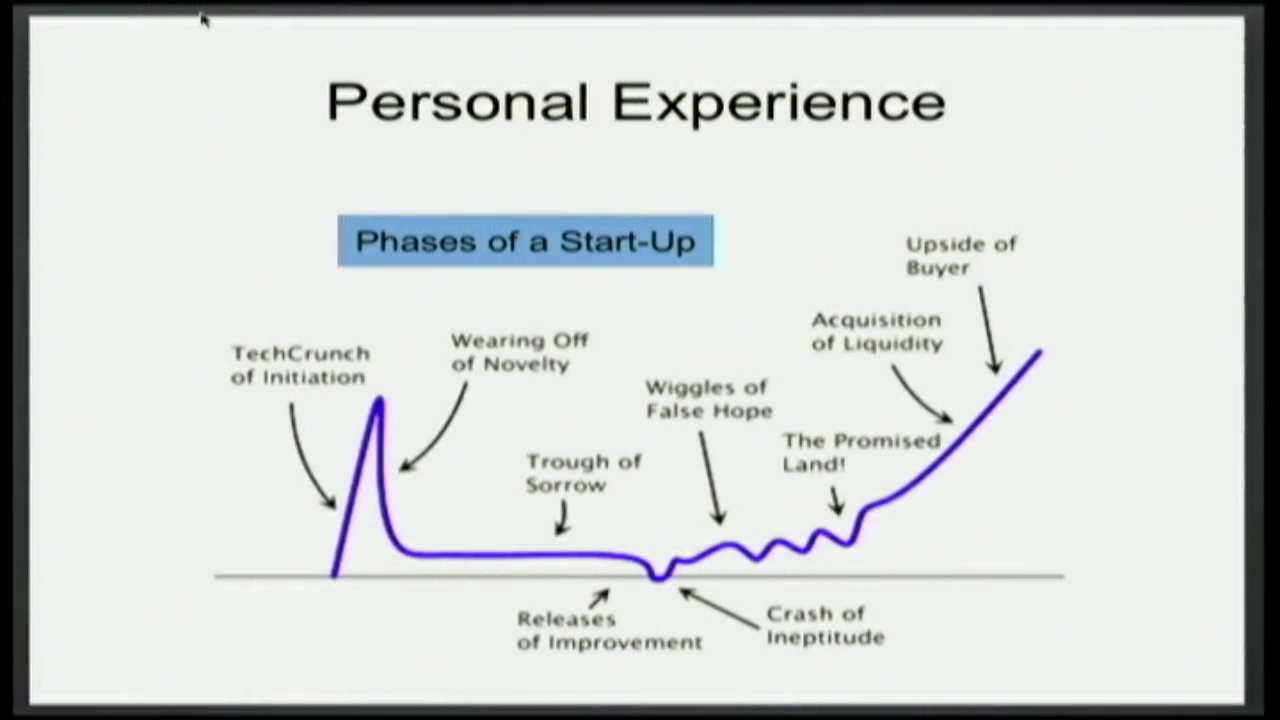 Personal Experience
Phases of a Start-Up
TechCrunch
of Initiation
Wearing Off
of Novelty
Trough of
Sorrow
Releases
of Improvement
Crash of
Ineptitude
Wiggles of
False Hope
The Promised
Land!
Acquisition
of Liquidity
Upside of
Buyer